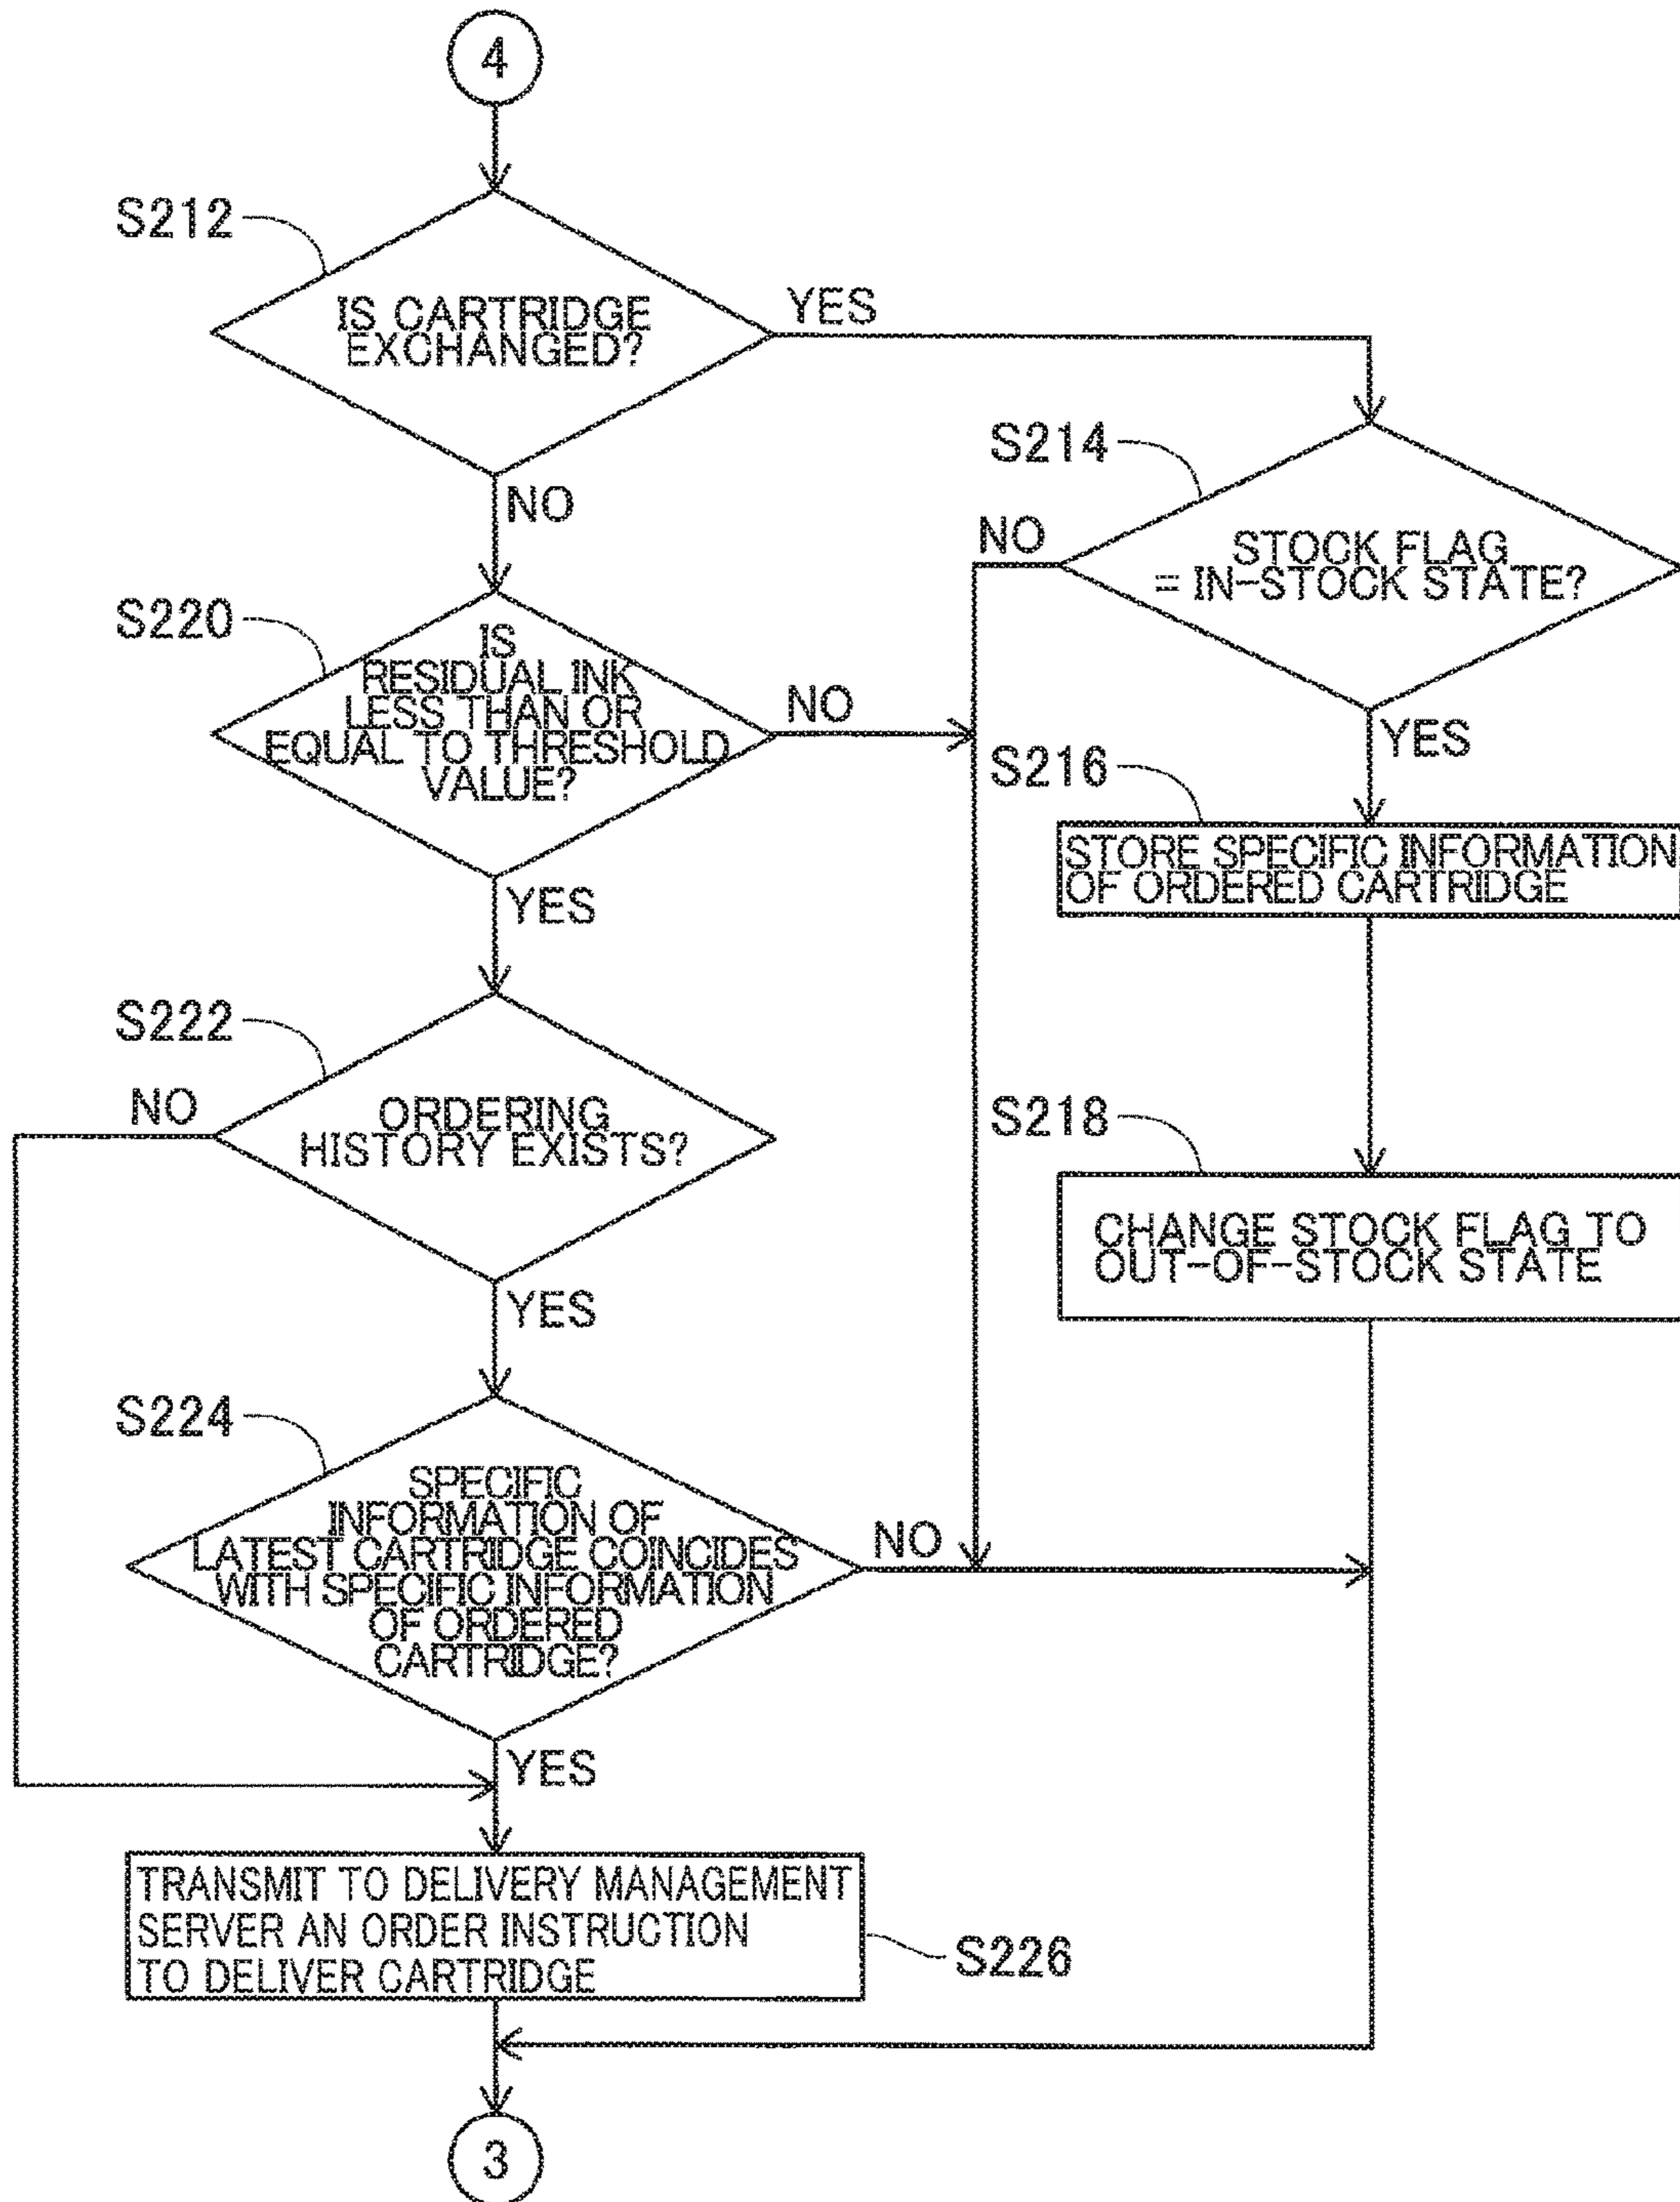 4
S212
IS CARTRIDGE
EXCHANGED?
YES
NO
S214
STOCK FLAG
= IN-STOCK STATE?
NO
YES
S220
IS
RESIDUAL INK
LESS THAN OR
EQUAL TO THRESHOLD
VALUE?
NO
YES
S216
STORE SPECIFIC INFORMATION
OF ORDERED CARTRIDGE
S222
ORDERING
HISTORY EXISTS?
NO
YES
S218
CHANGE STOCK FLAG TO
OUT-OF-STOCK STATE
S224
SPECIFIC
INFORMATION OF
LATEST CARTRIDGE COINCIDES
WITH SPECIFIC INFORMATION
OF ORDERED
CARTRIDGE?
NO
YES
TRANSMIT TO DELIVERY MANAGEMENT
SERVER AN ORDER INSTRUCTION
TO DELIVER CARTRIDGE
S226
3